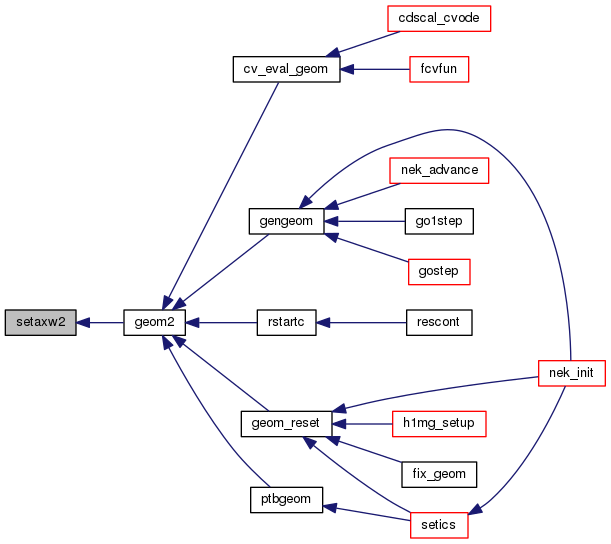 cdscal_cvode
cv_eval_geom
fcvfun
nek_advance
gengeom
go1step
gostep
setaxw2
geom2
rstartc
rescont
nek_init
geom_reset
h1mg_setup
fix_geom
ptbgeom
setics